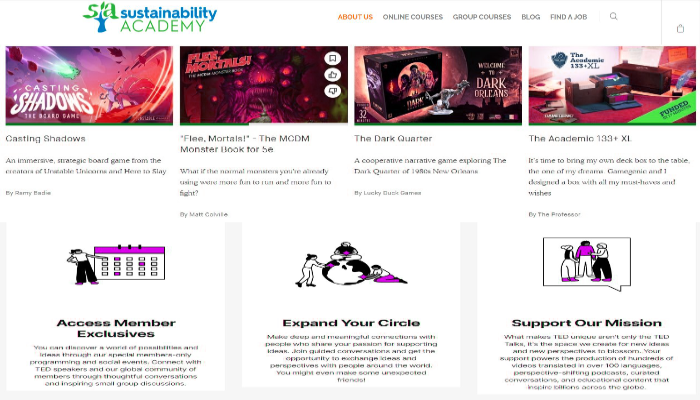 sustainability
ACADEMY
ABOUT US ONLINE COURSES GROUP COURSES BLOG FIND A JOB
CASTING
SHADOWS
THE BOARD GAME
FLEE,
MORTALS!
THE MCDM MONSTER BOOK
WELCOME
TO
DARK
ORLEANS
32
The
Academic
133+XL
FUNDED
Casting Shadows
An immersive, strategic board game from the
creators of Unstable Unicorns and Here to Slay.
By Ramy Badie
"Flee, Mortals!" - The MCDM
Monster Book for 5e
What if the normal monsters you're already
using were more fun to run and more fun to
fight?
By Matt Colville
The Dark Quarter
A cooperative narrative game exploring The
Dark Quarter of 1980s New Orleans
By Lucky Duck Games
The Academic 133+ XL
It's time to bring my own deck box to the table,
the one of my dreams. Gamegenic and I
designed a box with all my must-haves and
wishes
By The Professor
Access Member
Exclusives
You can discover a world of possibilities and
ideas through our special members-only
programming and social events. Connect with
TED speakers and our global community of
members through thoughtful conversations
and inspiring small group discussions.
Expand Your Circle
Make deep and meaningful connections with
people who share your passion for supporting
ideas. Join guided conversations and get the
opportunity to exchange ideas and
perspectives with people around the world.
You might even make some unexpected
friends!
Support Our Mission
What makes TED unique aren't only the TED
Talks, it's the space we create for new ideas
and new perspectives to blossom. Your
support powers the production of hundreds of
videos translated in over 100 languages,
perspective-shifting podcasts, curated
conversations, and educational content that
inspire billions across the globe.